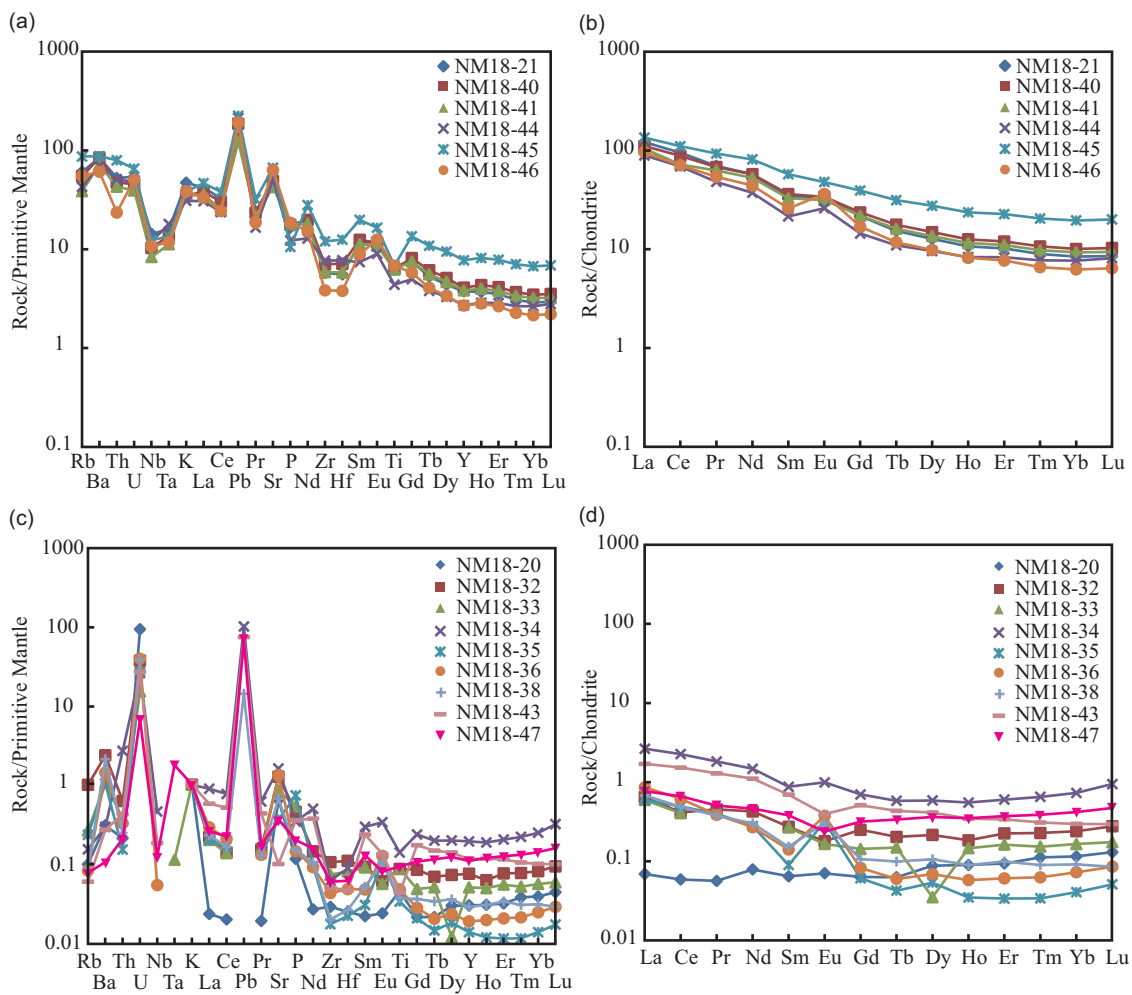 (a)
Rock/Primitive Mantle
1000
100
10
1
0.1
NM18-21
NM18-40
NM18-41
NM18-44
NM18-45
NM18-46
Rb Th Nb K Ce Pr P Zr Sm Ti Tb Y Er Yb
Ba U Ta La Pb Sr Nd Hf Eu Gd Dy Ho Tm Lu
(b)
Rock/Chondrite
1000
100
10
1
0.1
NM18-21
NM18-40
NM18-41
NM18-44
NM18-45
NM18-46
La Ce Pr Nd Sm Eu Gd Tb Dy Ho Er Tm Yb Lu
(c)
Rock/Primitive Mantle
1000
100
10
1
0.1
0.01
NM18-20
NM18-32
NM18-33
NM18-34
NM18-35
NM18-36
NM18-38
NM18-43
NM18-47
Rb Th Nb K Ce Pr P Zr Sm Ti Tb Y Er Yb
Ba U Ta La Pb Sr Nd Hf Eu Gd Dy Ho Tm Lu
(d)
Rock/Chondrite
1000
100
10
1
0.1
0.01
NM18-20
NM18-32
NM18-33
NM18-34
NM18-35
NM18-36
NM18-38
NM18-43
NM18-47
La Ce Pr Nd Sm Eu Gd Tb Dy Ho Er Tm Yb Lu